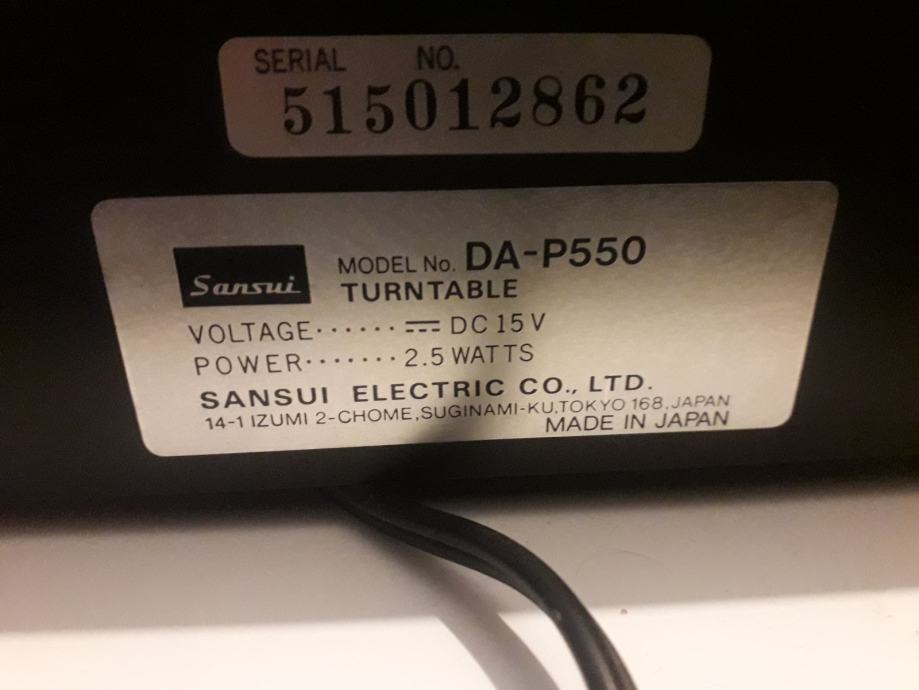 SERIAL NO.
515012862
Sansui
MODEL No. DA-P550
TURNTABLE
VOLTAGE······⎓ DC 15 V
POWER·······2.5 WATTS
SANSUI ELECTRIC CO., LTD.
14-1 IZUMI 2-CHOME, SUGINAMI-KU, TOKYO 168, JAPAN
MADE IN JAPAN